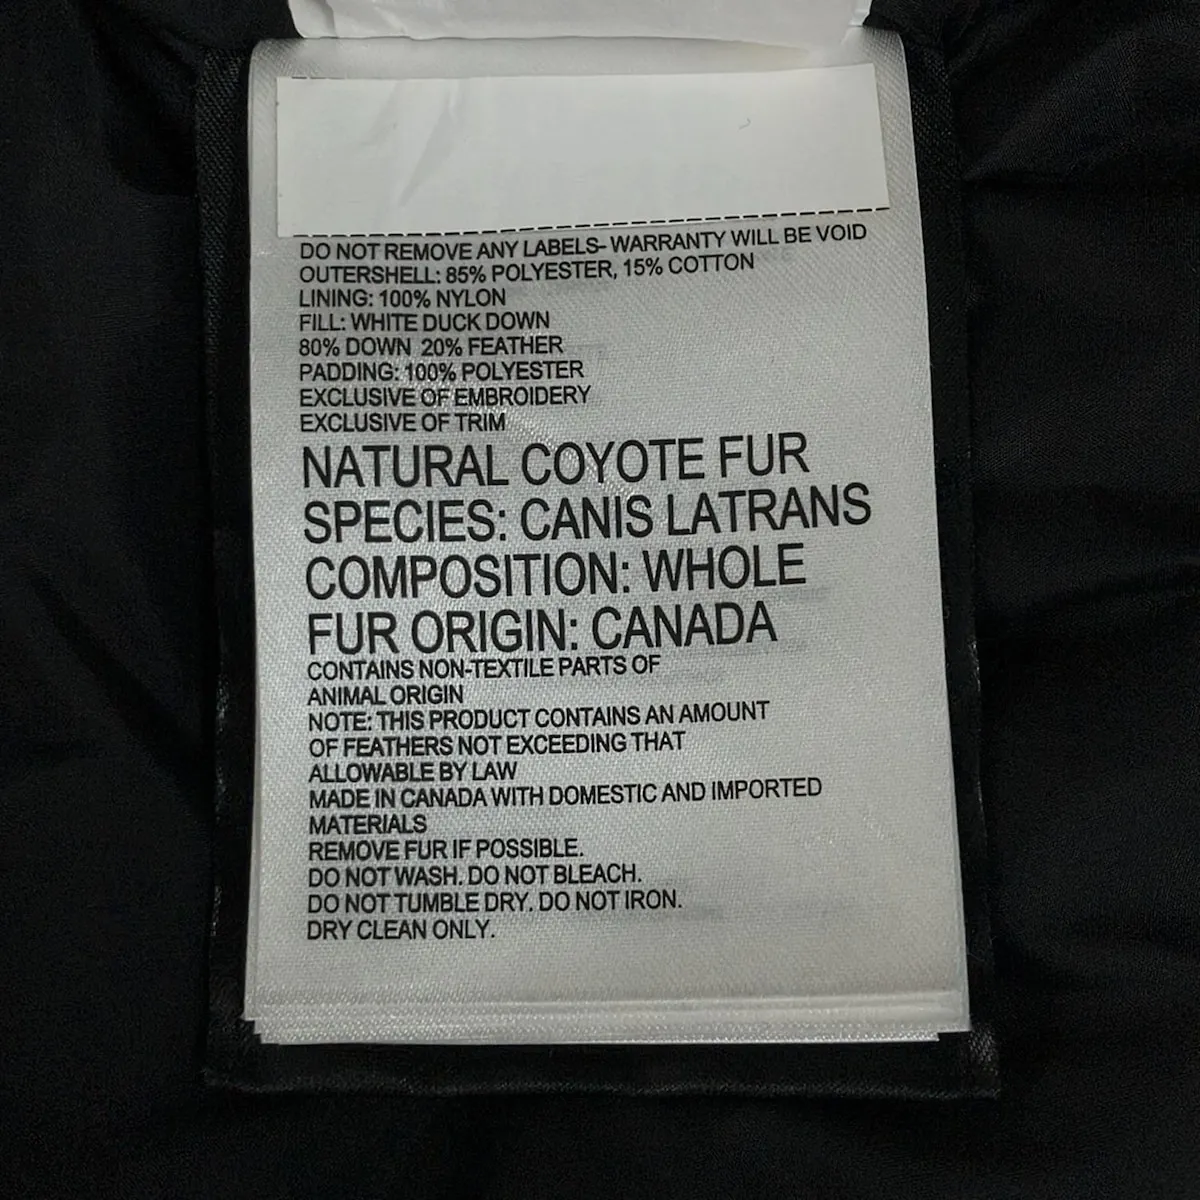 DO NOT REMOVE ANY LABELS- WARRANTY WILL BE VOID
OUTERSHELL: 85% POLYESTER, 15% COTTON
LINING: 100% NYLON
FILL: WHITE DUCK DOWN
80% DOWN 20% FEATHER
PADDING: 100% POLYESTER
EXCLUSIVE OF EMBROIDERY
EXCLUSIVE OF TRIM
NATURAL COYOTE FUR
SPECIES: CANIS LATRANS
COMPOSITION: WHOLE
FUR ORIGIN: CANADA
CONTAINS NON-TEXTILE PARTS OF
ANIMAL ORIGIN
NOTE: THIS PRODUCT CONTAINS AN AMOUNT
OF FEATHERS NOT EXCEEDING THAT
ALLOWABLE BY LAW
MADE IN CANADA WITH DOMESTIC AND IMPORTED
MATERIALS
REMOVE FUR IF POSSIBLE.
DO NOT WASH. DO NOT BLEACH.
DO NOT TUMBLE DRY. DO NOT IRON.
DRY CLEAN ONLY.